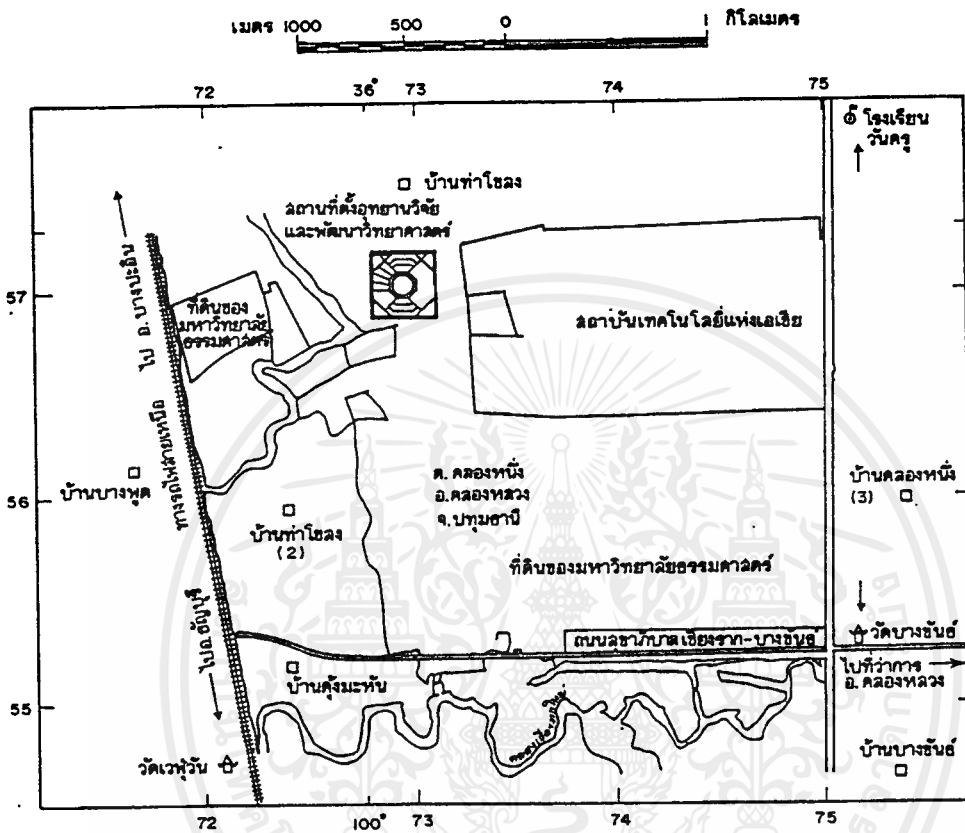 เมตร 1000 500 0 1 กิโลเมตร
72 36° 73 74 75
โรงเรียน
วันครู
บ้านท่าโขลง
สถานที่ตั้งอุทยานวิจัย
และพัฒนาวิทยาศาสตร์
ไป อ. บางปะอิน
57
ที่ดินของ
มหาวิทยาลัย
ธรรมศาสตร์
สถาบันเทคโนโลยีแห่งเอเซีย
ทางรถไฟสายเหนือ
56
บ้านบางพูด
บ้านท่าโขลง
(2)
ต. คลองหนึ่ง
อ. คลองหลวง
จ. ปทุมธานี
บ้านคลองหนึ่ง
(3)
ที่ดินของมหาวิทยาลัยธรรมศาสตร์
ไปอ. ธัญบุรี
ถนนสุขาภิบาล เชียงราก-บางขันธ์
วัดบางขันธ์
ไปที่ว่าการ
อ. คลองหลวง
บ้านคุ้งมะหัน
55
วัดเวฬุวัน
บ้านบางขันธ์
72 100° 73 74 75